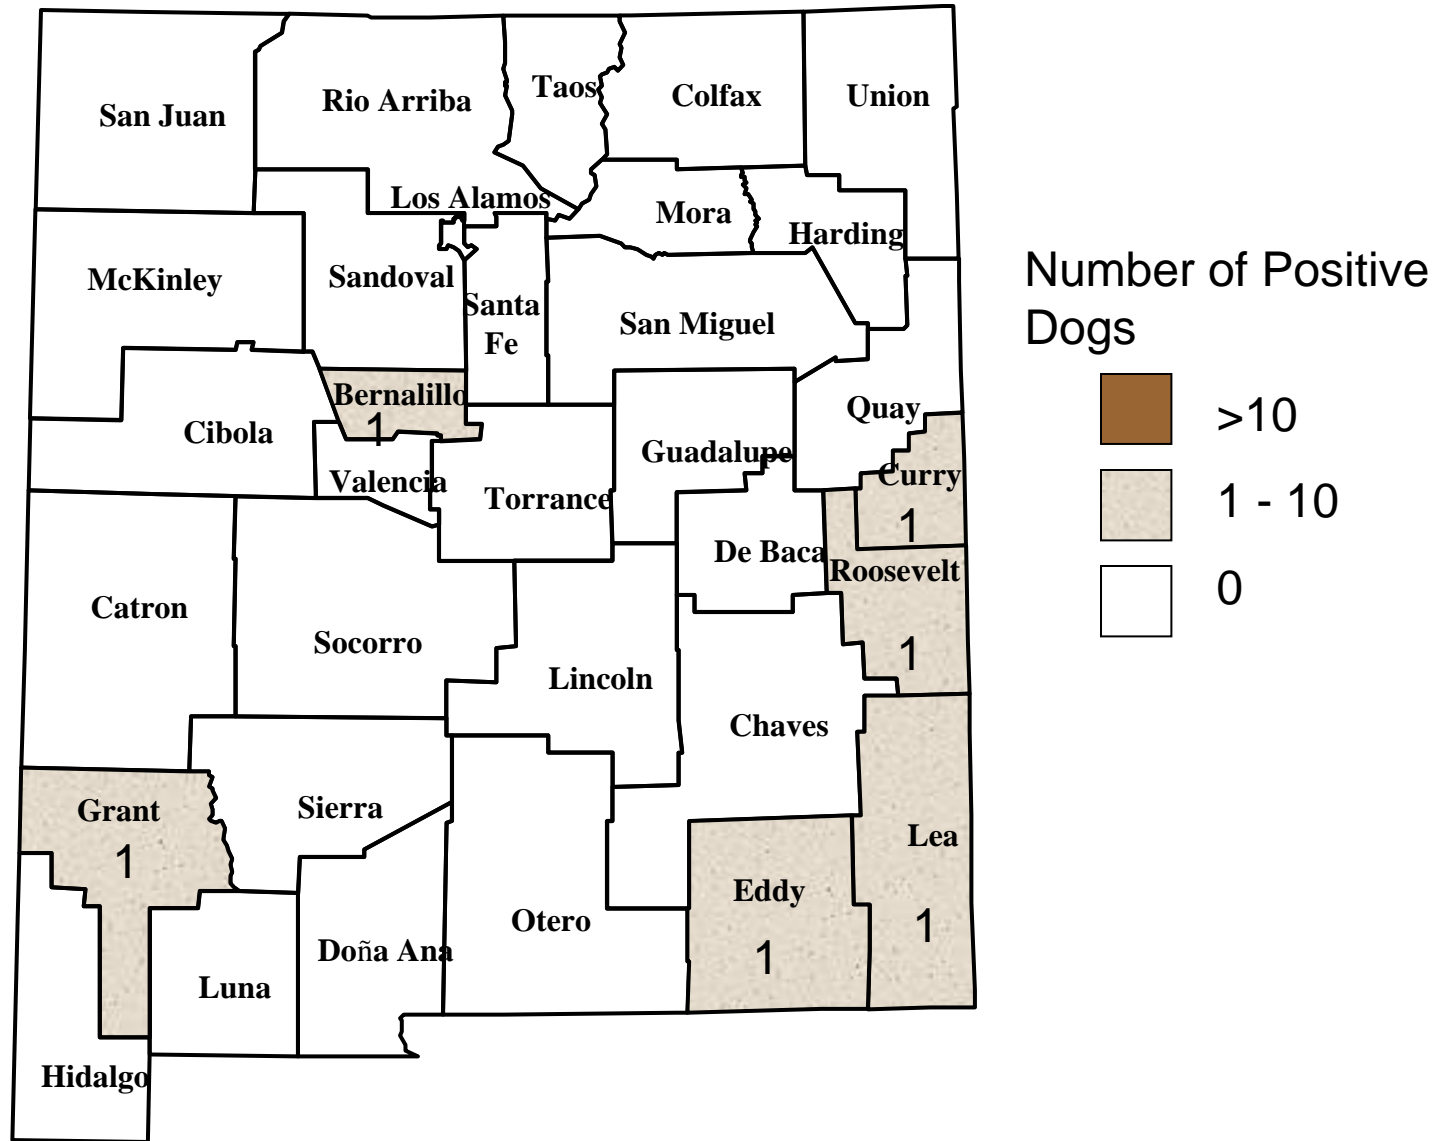 San Juan
Rio Arriba
Taos
Colfax
Union
Los Alamos
Mora
Harding
McKinley
Sandoval
Santa
Fe
San Miguel
Bernalillo
1
Cibola
Quay
Guadalupe
Curry
1
Valencia
Torrance
De Baca
Roosevelt
1
Catron
Socorro
Lincoln
Chaves
Grant
1
Sierra
Lea
1
Eddy
1
Otero
Doña Ana
Luna
Hidalgo
Number of Positive
Dogs
>10
1 - 10
0